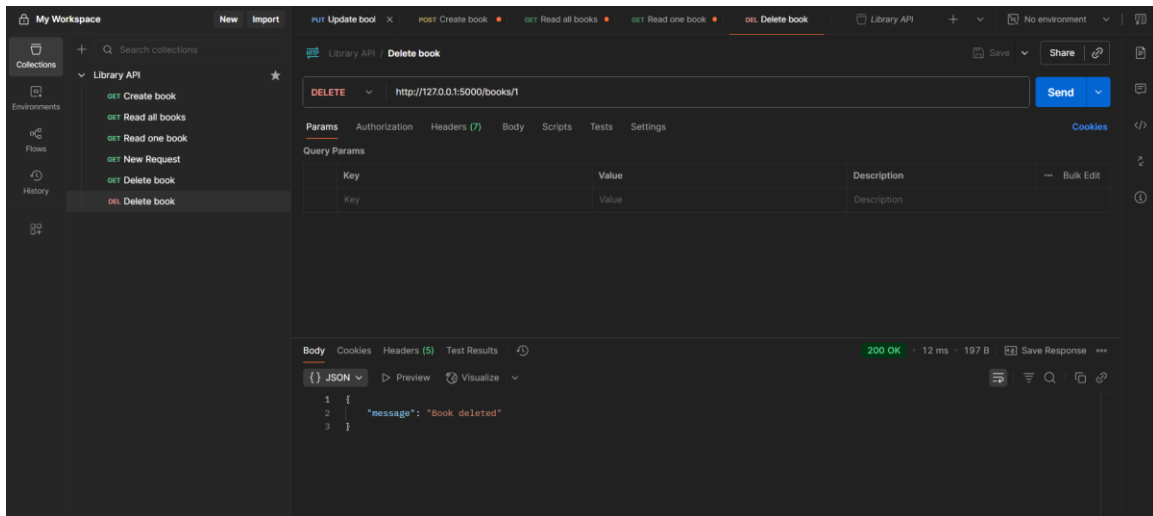 My Workspace New Import PUT Update bool POST Create book GET Read all books GET Read one book DEL Delete book Library API No environment
Collections
Environments
Flows
History
Search collections
Library API
GET Create book
GET Read all books
GET Read one book
GET New Request
GET Delete book
DEL Delete book
HTTP Library API / Delete book Save Share
DELETE http://127.0.0.1:5000/books/1 Send
Params Authorization Headers (7) Body Scripts Tests Settings Cookies
Query Params
Key Value Description Bulk Edit
Key Value Description
Body Cookies Headers (5) Test Results 200 OK 12 ms 197 B Save Response
{} JSON Preview Visualize
1 {
2 "message": "Book deleted"
3 }